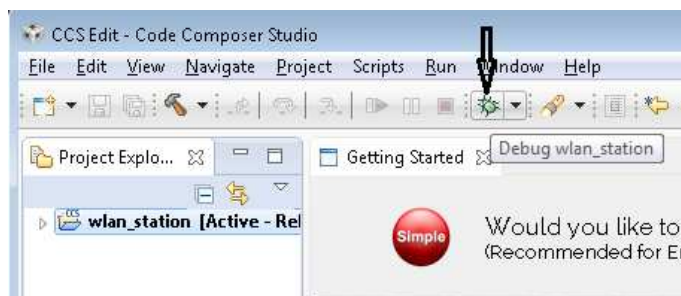 CCS Edit - Code Composer Studio
File Edit View Navigate Project Scripts Run Window Help
Project Explo...
Getting Started
Debug wlan_station
wlan_station [Active - Rel
Simple
Would you like to
(Recommended for